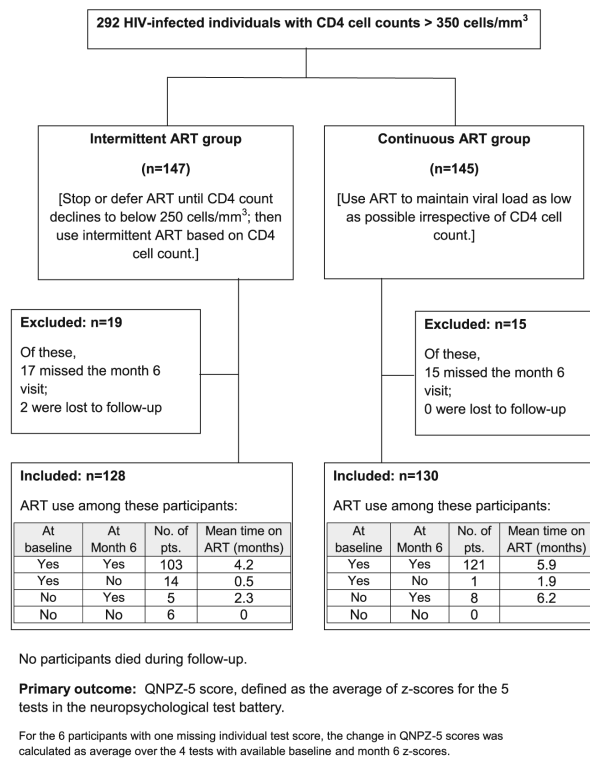 292 HIV-infected individuals with CD4 cell counts > 350 cells/mm³
Intermittent ART group
(n=147)
[Stop or defer ART until CD4 count
declines to below 250 cells/mm³; then
use intermittent ART based on CD4
cell count.]
Continuous ART group
(n=145)
[Use ART to maintain viral load as low
as possible irrespective of CD4 cell
count.]
Excluded: n=19
Of these,
17 missed the month 6
visit;
2 were lost to follow-up
Excluded: n=15
Of these,
15 missed the month 6
visit;
0 were lost to follow-up
Included: n=128
ART use among these participants:
At baseline At Month 6 No. of pts. Mean time on ART (months)
Yes Yes 103 4.2
Yes No 14 0.5
No Yes 5 2.3
No No 6 0
Included: n=130
ART use among these participants:
At baseline At Month 6 No. of pts. Mean time on ART (months)
Yes Yes 121 5.9
Yes No 1 1.9
No Yes 8 6.2
No No 0
No participants died during follow-up.
Primary outcome: QNPZ-5 score, defined as the average of z-scores for the 5
tests in the neuropsychological test battery.
For the 6 participants with one missing individual test score, the change in QNPZ-5 scores was
calculated as average over the 4 tests with available baseline and month 6 z-scores.